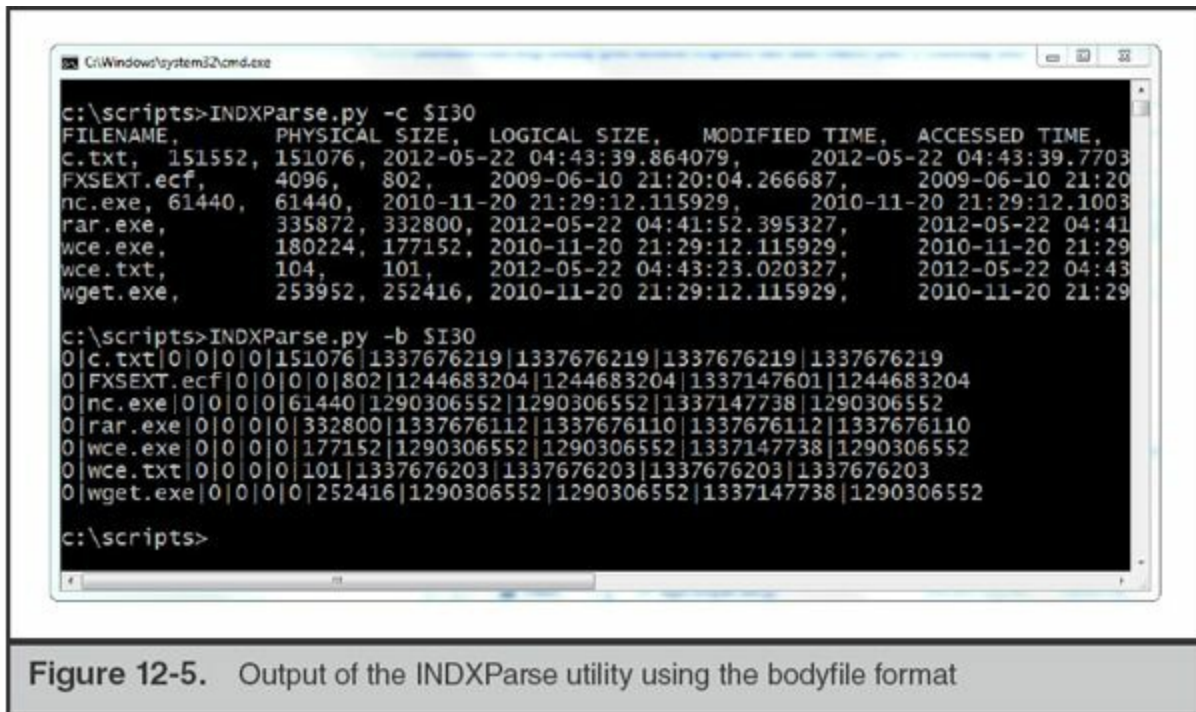 C:\Windows\system32\cmd.exe
c:\scripts>INDXParse.py -c $I30
FILENAME, PHYSICAL SIZE, LOGICAL SIZE, MODIFIED TIME, ACCESSED TIME,
c.txt, 151552, 151076, 2012-05-22 04:43:39.864079, 2012-05-22 04:43:39.7703
FXSEXT.ecf, 4096, 802, 2009-06-10 21:20:04.266687, 2009-06-10 21:20
nc.exe, 61440, 61440, 2010-11-20 21:29:12.115929, 2010-11-20 21:29:12.1003
rar.exe, 335872, 332800, 2012-05-22 04:41:52.395327, 2012-05-22 04:41
wce.exe, 180224, 177152, 2010-11-20 21:29:12.115929, 2010-11-20 21:29
wce.txt, 104, 101, 2012-05-22 04:43:23.020327, 2012-05-22 04:43
wget.exe, 253952, 252416, 2010-11-20 21:29:12.115929, 2010-11-20 21:29
c:\scripts>INDXParse.py -b $I30
0|c.txt|0|0|0|0|151076|1337676219|1337676219|1337676219|1337676219
0|FXSEXT.ecf|0|0|0|0|802|1244683204|1244683204|1337147601|1244683204
0|nc.exe|0|0|0|0|61440|1290306552|1290306552|1337147738|1290306552
0|rar.exe|0|0|0|0|332800|1337676112|1337676110|1337676112|1337676110
0|wce.exe|0|0|0|0|177152|1290306552|1290306552|1337147738|1290306552
0|wce.txt|0|0|0|0|101|1337676203|1337676203|1337676203|1337676203
0|wget.exe|0|0|0|0|252416|1290306552|1290306552|1337147738|1290306552
c:\scripts>
Figure 12-5. Output of the INDXParse utility using the bodyfile format